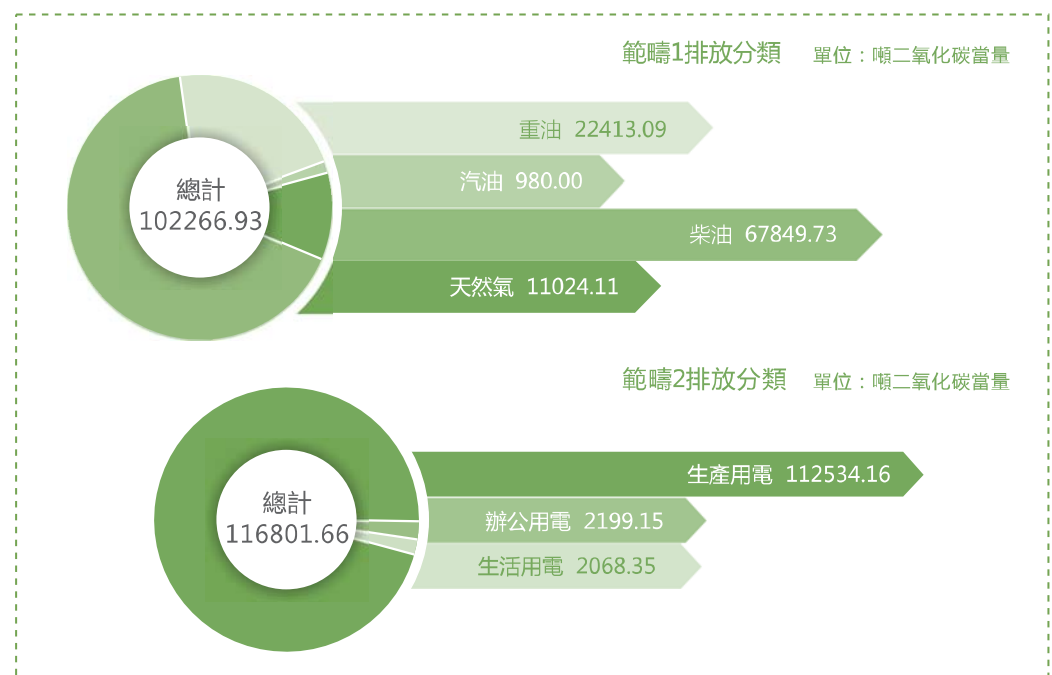 範疇1排放分類 單位：噸二氧化碳當量
重油 22413.09
汽油 980.00
總計
102266.93
柴油 67849.73
天然氣 11024.11
範疇2排放分類 單位：噸二氧化碳當量
生產用電 112534.16
總計
116801.66
辦公用電 2199.15
生活用電 2068.35